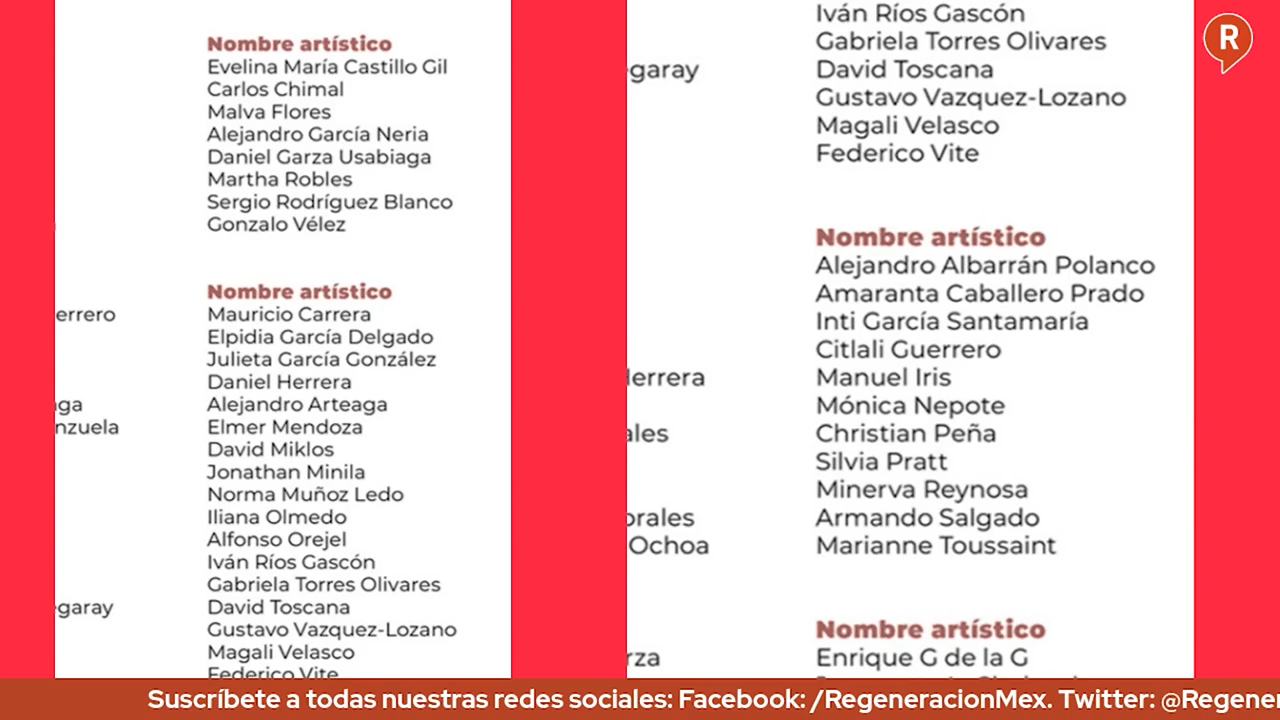 Nombre artístico
Evelina María Castillo Gil
Carlos Chimal
Malva Flores
Alejandro García Neria
Daniel Garza Usabiaga
Martha Robles
Sergio Rodríguez Blanco
Gonzalo Vélez
Nombre artístico
errero Mauricio Carrera
Elpidia García Delgado
Julieta García González
Daniel Herrera
ga Alejandro Arteaga
nzuela Elmer Mendoza
David Miklos
Jonathan Minila
Norma Muñoz Ledo
Iliana Olmedo
Alfonso Orejel
Iván Ríos Gascón
Gabriela Torres Olivares
garay David Toscana
Gustavo Vazquez-Lozano
Magali Velasco
Federico Vite
Iván Ríos Gascón
Gabriela Torres Olivares
garay David Toscana
Gustavo Vazquez-Lozano
Magali Velasco
Federico Vite
Nombre artístico
Alejandro Albarrán Polanco
Amaranta Caballero Prado
Inti García Santamaría
Citlali Guerrero
errera Manuel Iris
Mónica Nepote
ales Christian Peña
Silvia Pratt
Minerva Reynosa
orales Armando Salgado
Ochoa Marianne Toussaint
Nombre artístico
rza Enrique G de la G
R
Suscríbete a todas nuestras redes sociales: Facebook: /RegeneracionMex. Twitter: @Regene